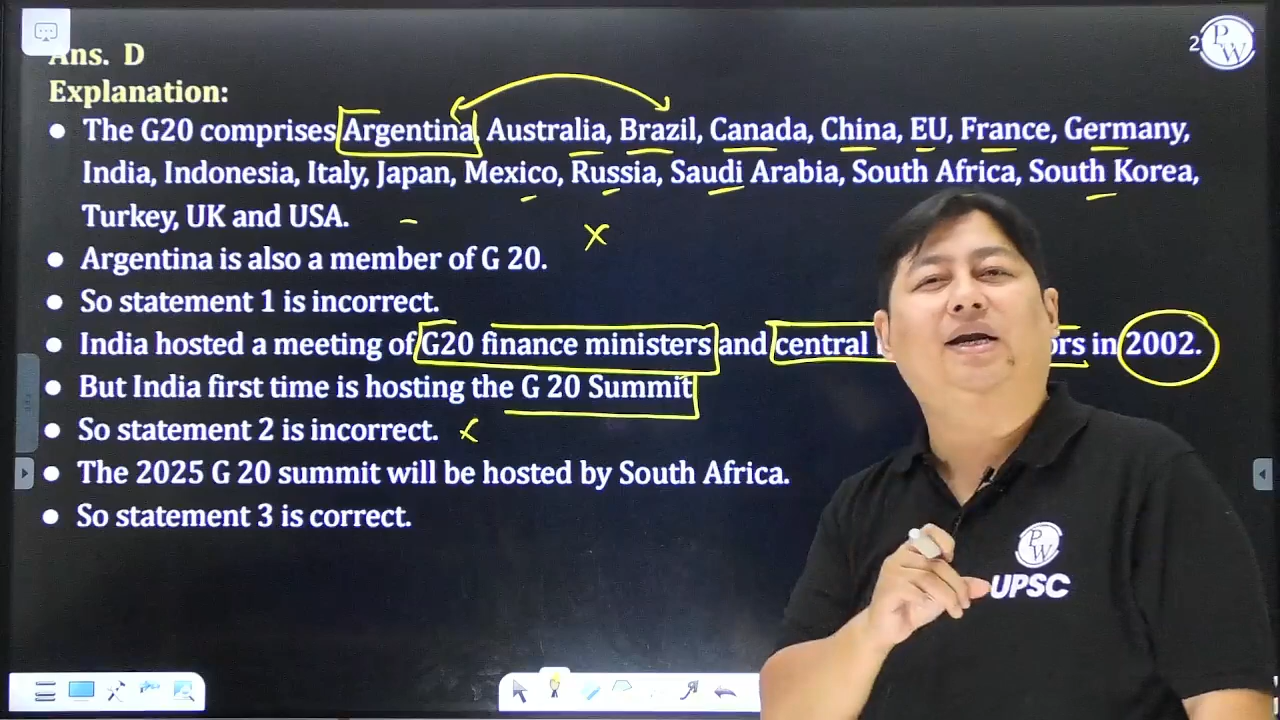 2
PW
Ans. D
Explanation:
• The G20 comprises Argentina, Australia, Brazil, Canada, China, EU, France, Germany,
India, Indonesia, Italy, Japan, Mexico, Russia, Saudi Arabia, South Africa, South Korea,
Turkey, UK and USA.
• Argentina is also a member of G 20.
• So statement 1 is incorrect.
• India hosted a meeting of G20 finance ministers and central ors in 2002.
• But India first time is hosting the G 20 Summit
• So statement 2 is incorrect.
• The 2025 G 20 summit will be hosted by South Africa.
• So statement 3 is correct.
PW
UPSC